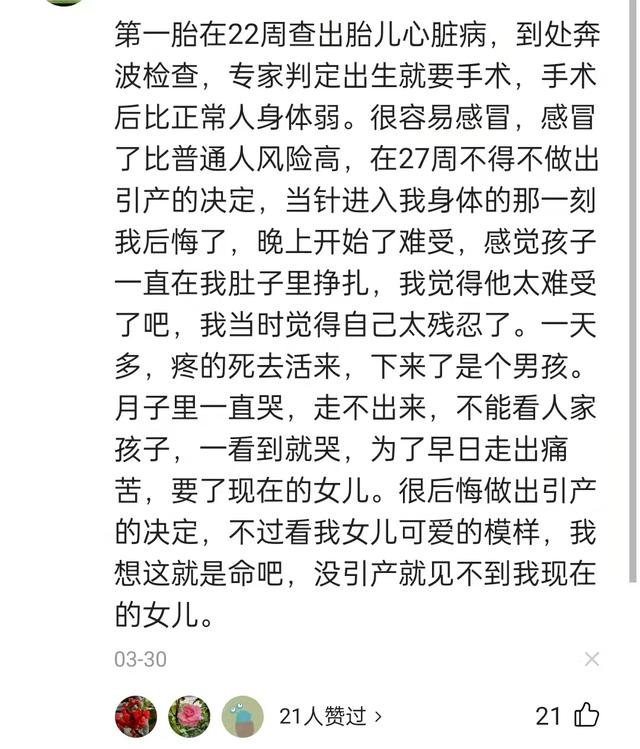 第一胎在22周查出胎儿心脏病，到处奔
波检查，专家判定出生就要手术，手术
后比正常人身体弱。很容易感冒，感冒
了比普通人风险高，在27周不得不做出
引产的决定，当针进入我身体的那一刻
我后悔了，晚上开始了难受，感觉孩子
一直在我肚子里挣扎，我觉得他太难受
了吧，我当时觉得自己太残忍了。一天
多，疼的死去活来，下来了是个男孩。
月子里一直哭，走不出来，不能看人家
孩子，一看到就哭，为了早日走出痛
苦，要了现在的女儿。很后悔做出引产
的决定，不过看我女儿可爱的模样，我
想这就是命吧，没引产就见不到我现在
的女儿。
03-30
21人赞过
21